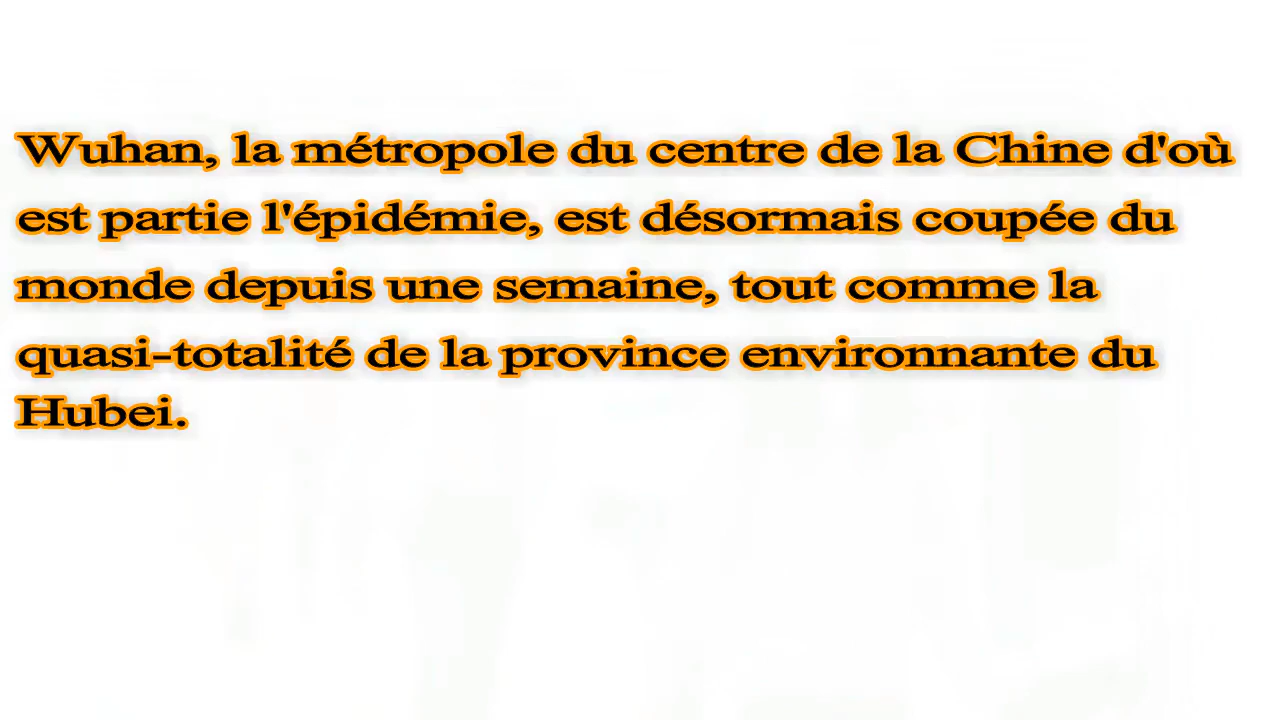 Wuhan, la métropole du centre de la Chine d'où
est partie l'épidémie, est désormais coupée du
monde depuis une semaine, tout comme la
quasi-totalité de la province environnante du
Hubei.